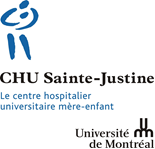 CHU Sainte-Justine
Le centre hospitalier
universitaire mère-enfant
Université
de Montréal